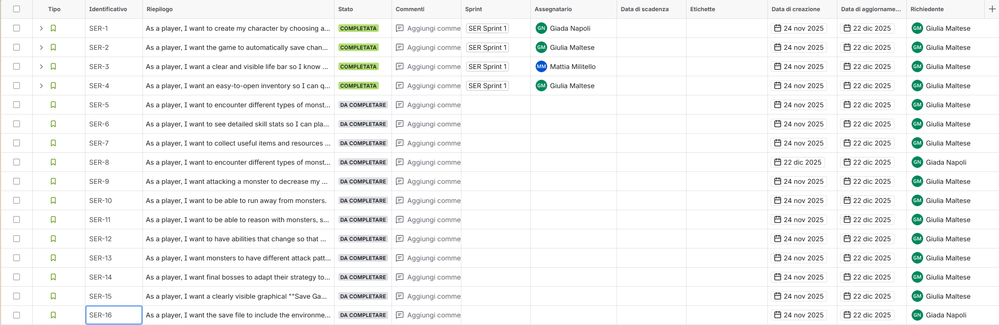 Tipo Identificativo Riepilogo Stato Commenti Sprint Assegnatario Data di scadenza Etichette Data di creazione Data di aggiorname... Richiedente
SER-1 As a player, I want to create my character by choosing a... COMPLETATA Aggiungi comme SER Sprint 1 GN Giada Napoli 24 nov 2025 22 dic 2025 GM Giulia Maltese
SER-2 As a player, I want the game to automatically save chan... COMPLETATA Aggiungi comme SER Sprint 1 GM Giulia Maltese 24 nov 2025 22 dic 2025 GM Giulia Maltese
SER-3 As a player, I want a clear and visible life bar so I know ... COMPLETATA Aggiungi comme SER Sprint 1 MM Mattia Militello 24 nov 2025 22 dic 2025 GM Giulia Maltese
SER-4 As a player, I want an easy-to-open inventory so I can q... COMPLETATA Aggiungi comme SER Sprint 1 GM Giulia Maltese 24 nov 2025 22 dic 2025 GM Giulia Maltese
SER-5 As a player, I want to encounter different types of monst... DA COMPLETARE Aggiungi comme 24 nov 2025 22 dic 2025 GM Giulia Maltese
SER-6 As a player, I want to see detailed skill stats so I can pla... DA COMPLETARE Aggiungi comme 24 nov 2025 22 dic 2025 GM Giulia Maltese
SER-7 As a player, I want to collect useful items and resources ... DA COMPLETARE Aggiungi comme 24 nov 2025 22 dic 2025 GM Giulia Maltese
SER-8 As a player, I want to encounter different types of monst... DA COMPLETARE Aggiungi comme 22 dic 2025 22 dic 2025 GN Giada Napoli
SER-9 As a player, I want attacking a monster to decrease my ... DA COMPLETARE Aggiungi comme 24 nov 2025 22 dic 2025 GM Giulia Maltese
SER-10 As a player, I want to be able to run away from monsters. DA COMPLETARE Aggiungi comme 24 nov 2025 22 dic 2025 GM Giulia Maltese
SER-11 As a player, I want to be able to reason with monsters, s... DA COMPLETARE Aggiungi comme 24 nov 2025 22 dic 2025 GM Giulia Maltese
SER-12 As a player, I want to have abilities that change so that ... DA COMPLETARE Aggiungi comme 24 nov 2025 22 dic 2025 GM Giulia Maltese
SER-13 As a player, I want monsters to have different attack patt... DA COMPLETARE Aggiungi comme 24 nov 2025 22 dic 2025 GM Giulia Maltese
SER-14 As a player, I want final bosses to adapt their strategy to... DA COMPLETARE Aggiungi comme 24 nov 2025 22 dic 2025 GM Giulia Maltese
SER-15 As a player, I want a clearly visible graphical ""Save Ga... DA COMPLETARE Aggiungi comme 24 nov 2025 22 dic 2025 GM Giulia Maltese
SER-16 As a player, I want the save file to include the environme... DA COMPLETARE Aggiungi comme 24 nov 2025 22 dic 2025 GN Giada Napoli